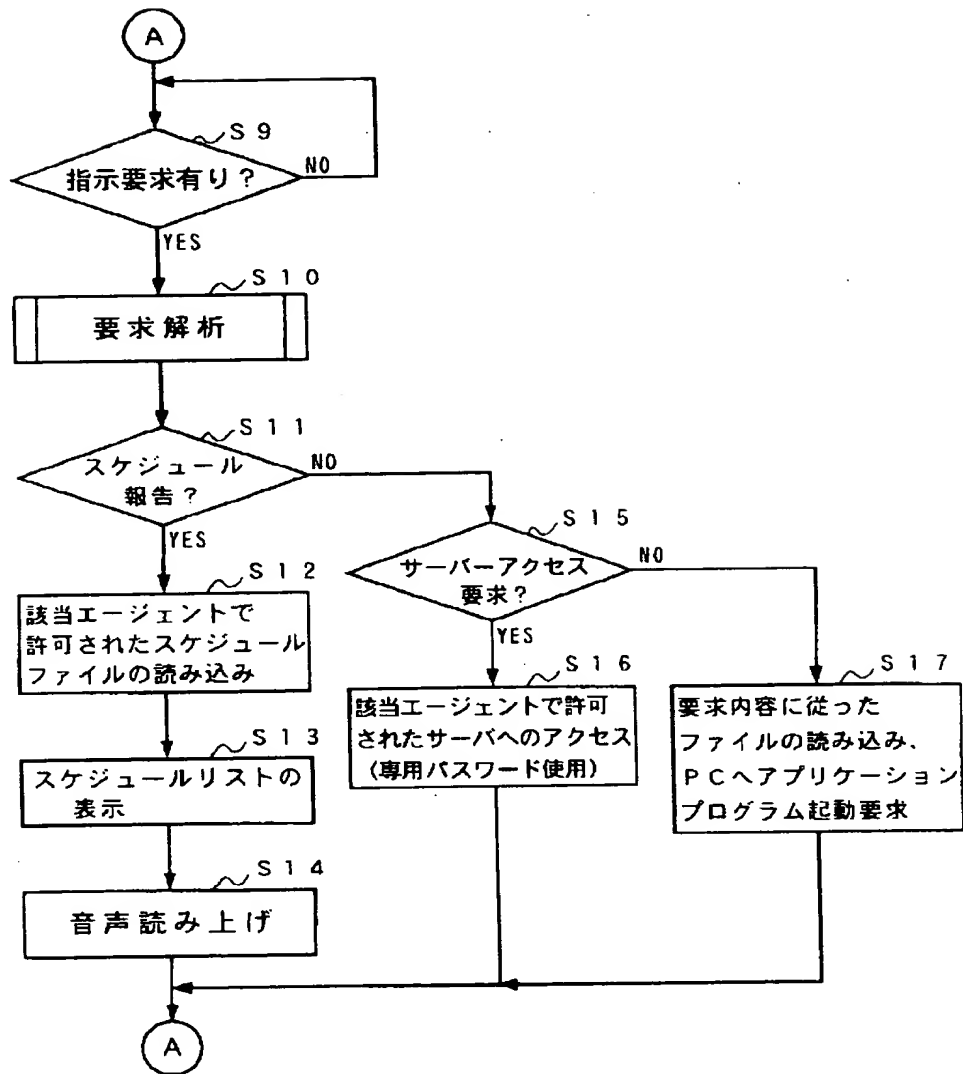 A
S9
指示要求有り?
NO
YES
S10
要求解析
S11
スケジュール
報告?
NO
YES
S12
該当エージェントで
許可されたスケジュール
ファイルの読み込み
S13
スケジュールリストの
表示
S14
音声読み上げ
S15
サーバーアクセス
要求?
NO
YES
S16
該当エージェントで許可
されたサーバへのアクセス
(専用パスワード使用)
S17
要求内容に従った
ファイルの読み込み、
PCへアプリケーション
プログラム起動要求
A